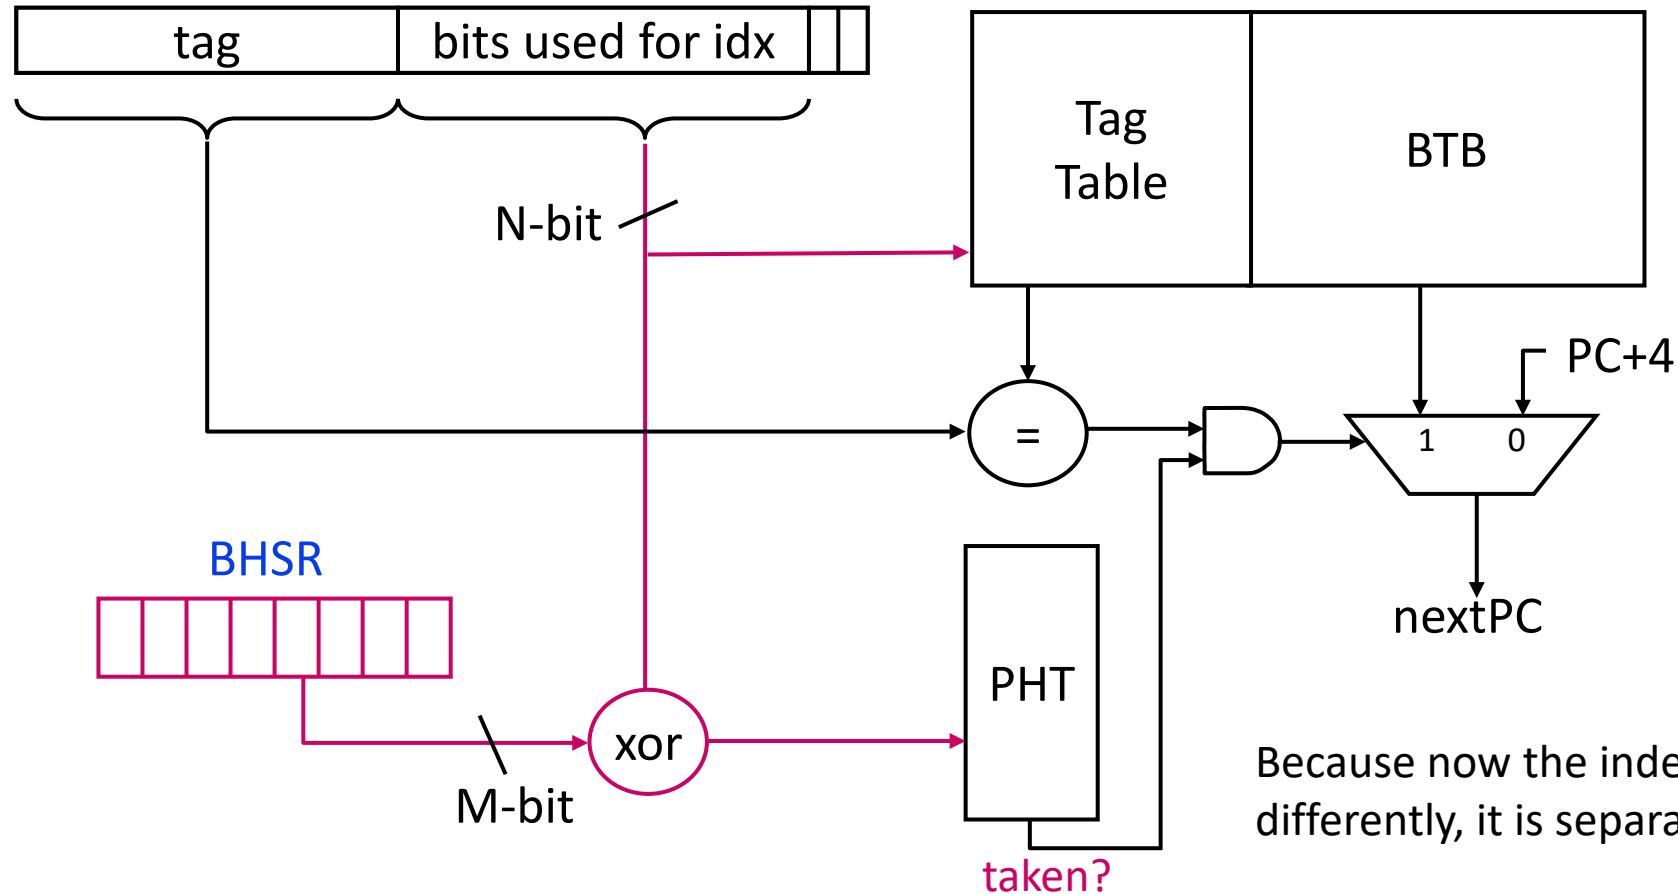 tag
bits used for idx
Tag
Table
BTB
N-bit
PC+4
=
1
0
BHSR
nextPC
PHT
xor
M-bit
Because now the inde
differently, it is separa
taken?